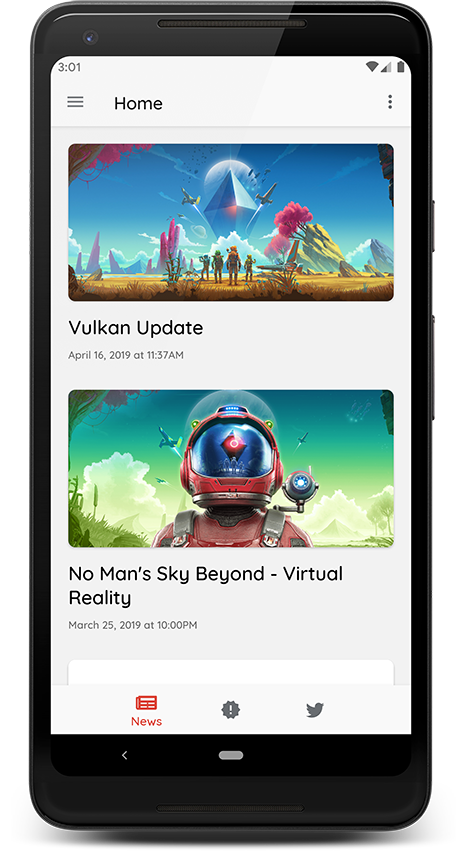 3:01
Home
Vulkan Update
April 16, 2019 at 11:37AM
No Man's Sky Beyond - Virtual
Reality
March 25, 2019 at 10:00PM
News